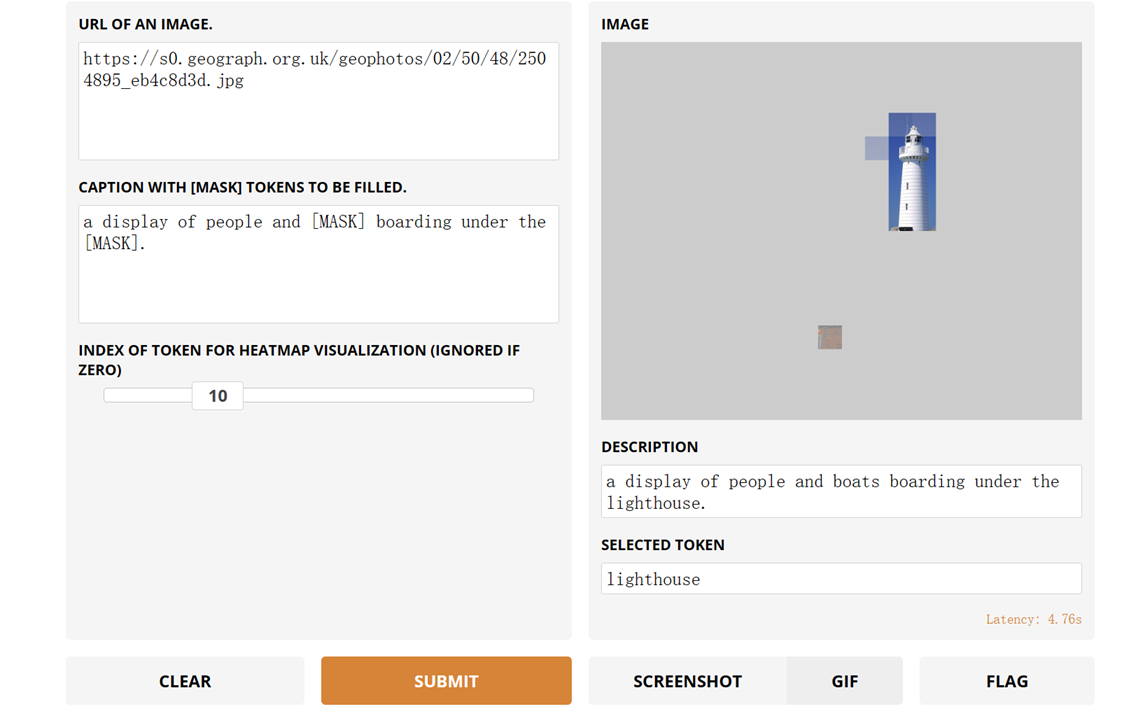 URL OF AN IMAGE.
https://s0.geograph.org.uk/geophotos/02/50/48/250
4895_eb4c8d3d.jpg
CAPTION WITH [MASK] TOKENS TO BE FILLED.
a display of people and [MASK] boarding under the
[MASK].
INDEX OF TOKEN FOR HEATMAP VISUALIZATION (IGNORED IF
ZERO)
10
CLEAR
SUBMIT
IMAGE
DESCRIPTION
a display of people and boats boarding under the
lighthouse.
SELECTED TOKEN
lighthouse
Latency: 4.76s
SCREENSHOT
GIF
FLAG